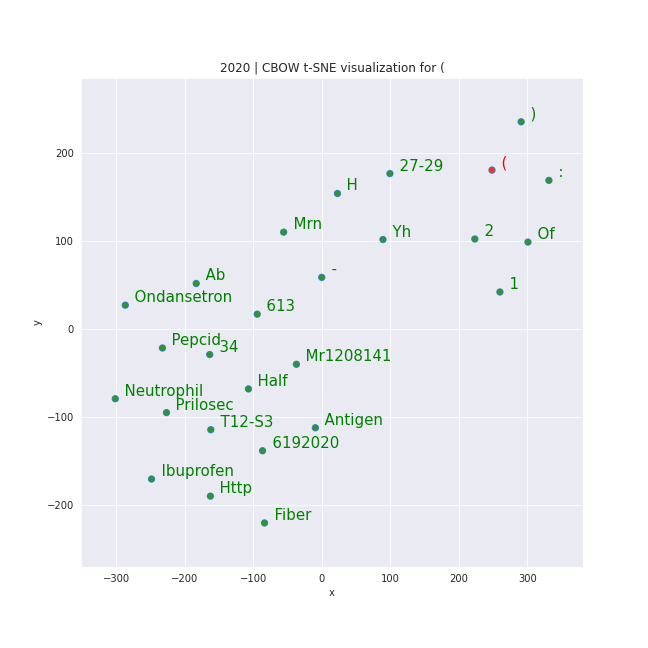 2020 | CBOW t-SNE visualization for (
)
200
27-29
(
:
H
Mrn
Yh
2
Of
100
-
Ab
Ondansetron
1
613
y
0
Pepcid
34
Mr1208141
Half
Neutrophil
Prilosec
-100
T12-S3
Antigen
6192020
Ibuprofen
Http
-200
Fiber
-300 -200 -100 0 100 200 300
x